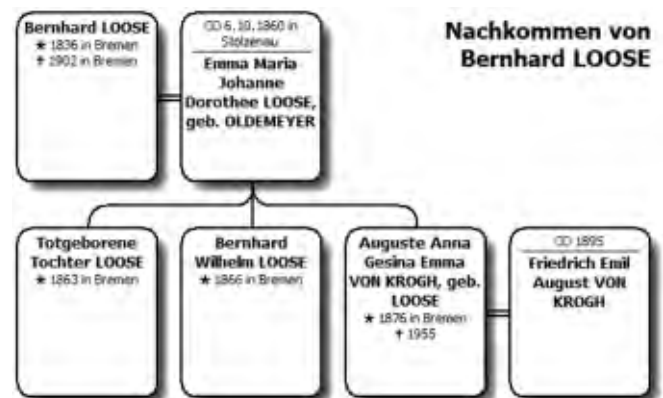 Nachkommen von
Bernhard LOOSE
Bernhard LOOSE
★ 1836 in Bremen
✝ 1902 in Bremen
⚭ 6.10.1860 in
Stolzenau
Emma Maria
Johanne
Dorothee LOOSE,
geb. OLDEMEYER
Totgeborene
Tochter LOOSE
★ 1863 in Bremen
Bernhard
Wilhelm LOOSE
★ 1866 in Bremen
Auguste Anna
Gesina Emma
VON KROGH, geb.
LOOSE
★ 1876 in Bremen
✝ 1955
⚭ 1895
Friedrich Emil
August VON
KROGH